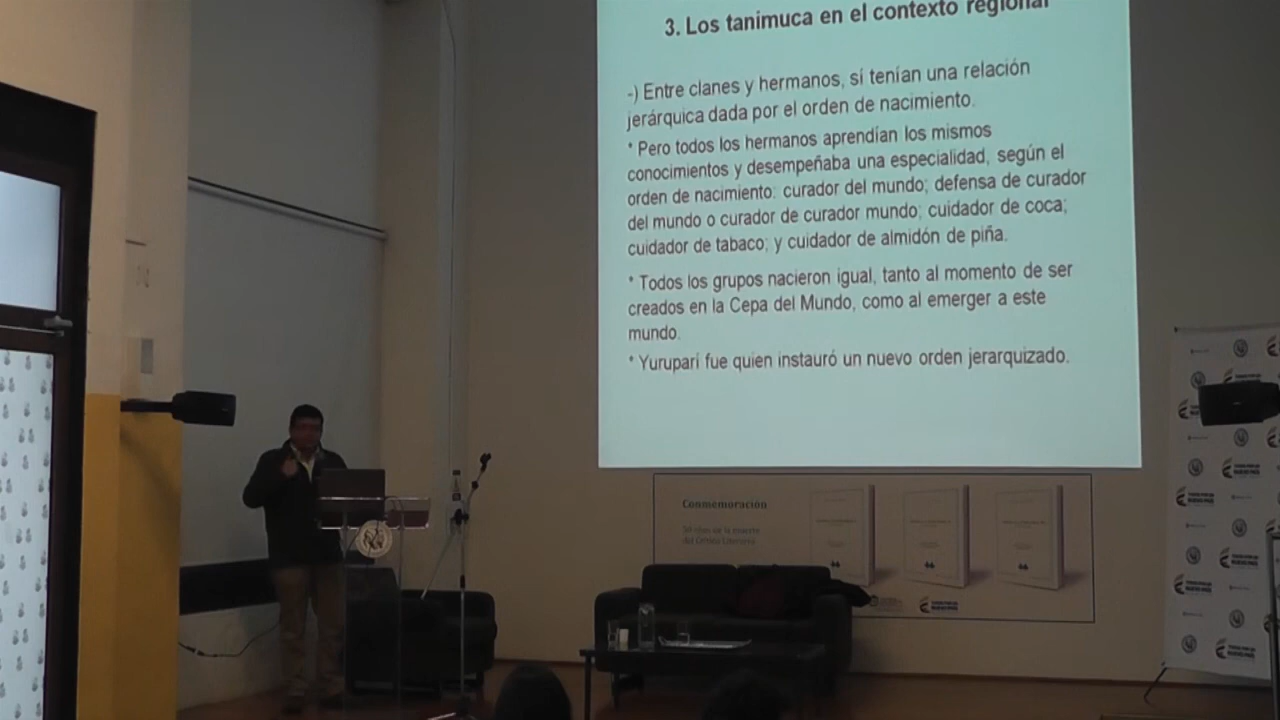 3. Los tanimuca en el contexto regional
-) Entre clanes y hermanos, sí tenían una relación
jerárquica dada por el orden de nacimiento.
* Pero todos los hermanos aprendían los mismos
conocimientos y desempeñaba una especialidad, según el
orden de nacimiento: curador del mundo; defensa de curador
del mundo o curador de curador mundo; cuidador de coca;
cuidador de tabaco; y cuidador de almidón de piña.
* Todos los grupos nacieron igual, tanto al momento de ser
creados en la Cepa del Mundo, como al emerger a este
mundo.
* Yuruparí fue quien instauró un nuevo orden jerarquizado.
Conmemoración
de la muerte